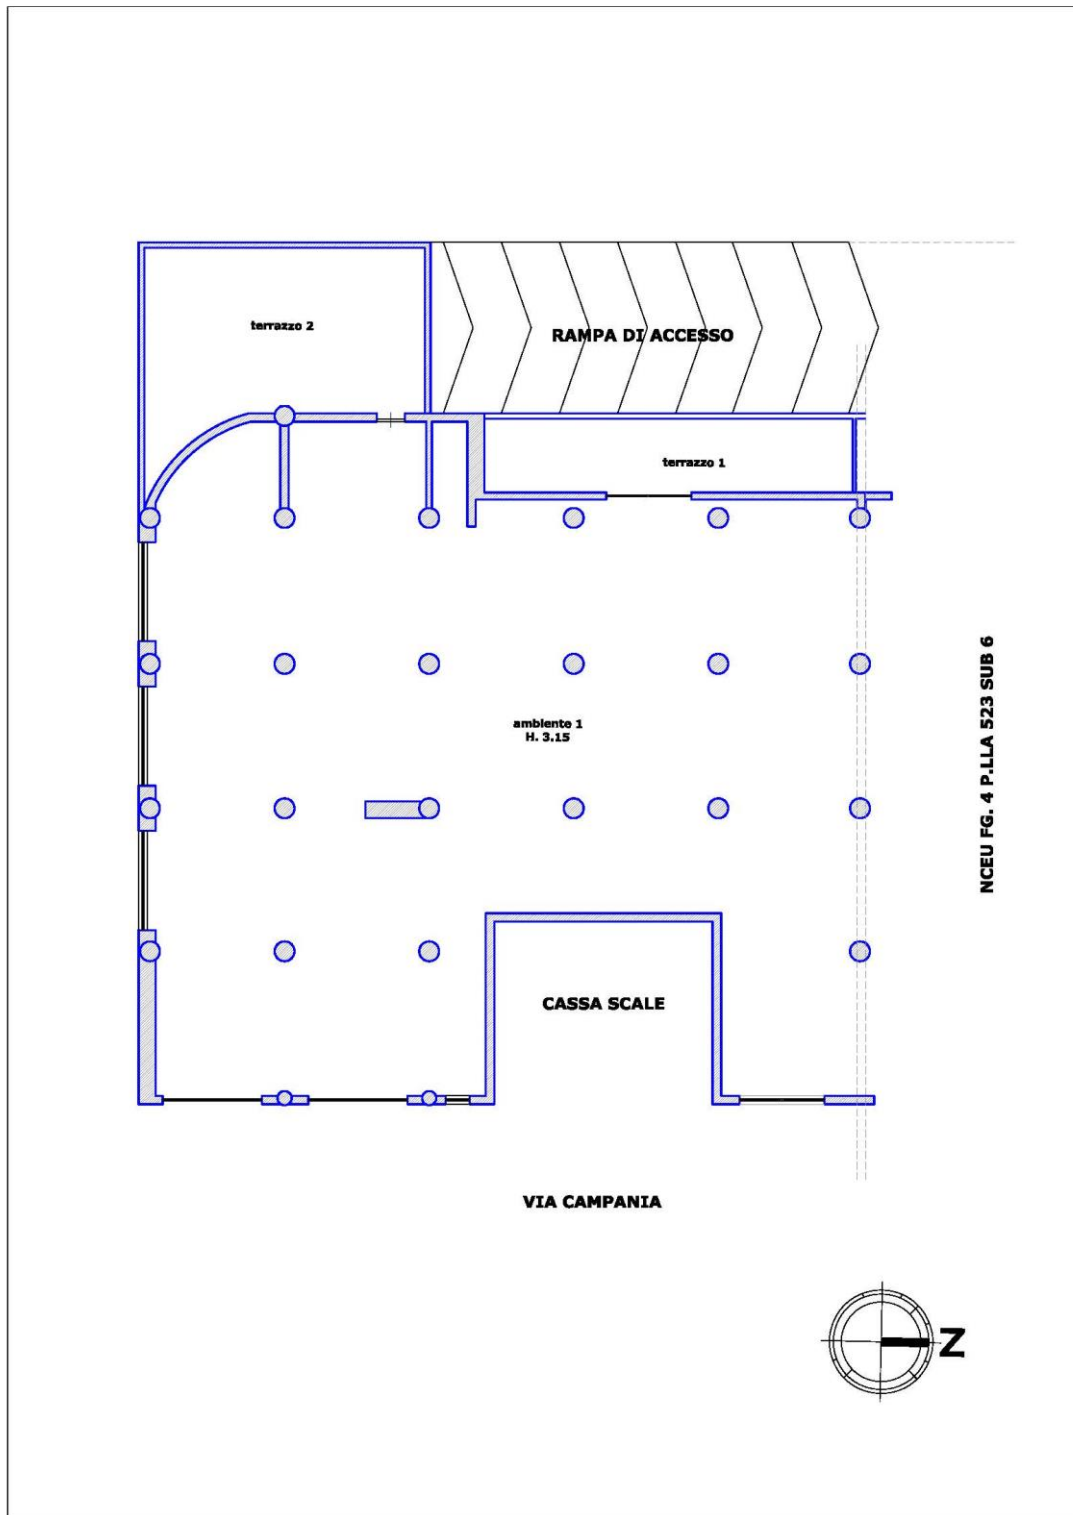 terrazzo 2
RAMPA DI ACCESSO
terrazzo 1
ambiente 1
H. 3.15
NCEU FG. 4 P.LLA 523 SUB 6
CASSA SCALE
VIA CAMPANIA
N